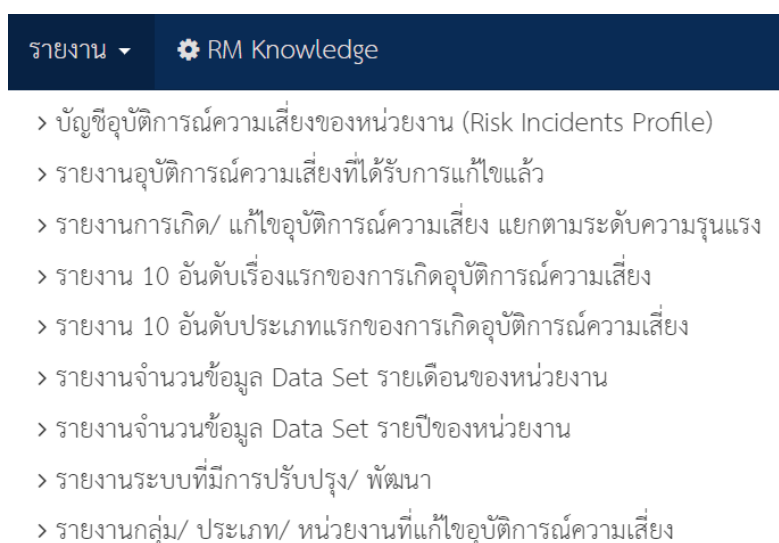 รายงาน RM Knowledge
> บัญชีอุบัติการณ์ความเสี่ยงของหน่วยงาน (Risk Incidents Profile)
> รายงานอุบัติการณ์ความเสี่ยงที่ได้รับการแก้ไขแล้ว
> รายงานการเกิด/ แก้ไขอุบัติการณ์ความเสี่ยง แยกตามระดับความรุนแรง
> รายงาน 10 อันดับเรื่องแรกของการเกิดอุบัติการณ์ความเสี่ยง
> รายงาน 10 อันดับประเภทแรกของการเกิดอุบัติการณ์ความเสี่ยง
> รายงานจำนวนข้อมูล Data Set รายเดือนของหน่วยงาน
> รายงานจำนวนข้อมูล Data Set รายปีของหน่วยงาน
> รายงานระบบที่มีการปรับปรุง/ พัฒนา
> รายงานกลุ่ม/ ประเภท/ หน่วยงานที่แก้ไขอุบัติการณ์ความเสี่ยง